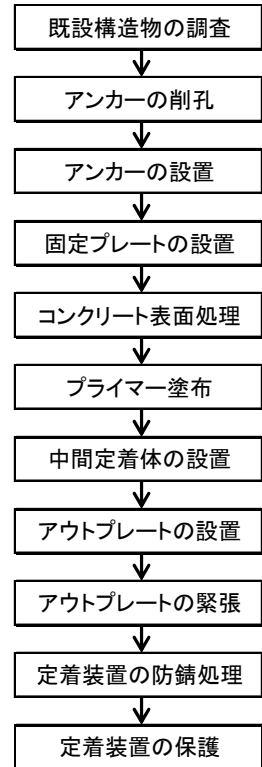 既設構造物の調査
アンカーの削孔
アンカーの設置
固定プレートの設置
コンクリート表面処理
プライマー塗布
中間定着体の設置
アウトプレートの設置
アウトプレートの緊張
定着装置の防錆処理
定着装置の保護